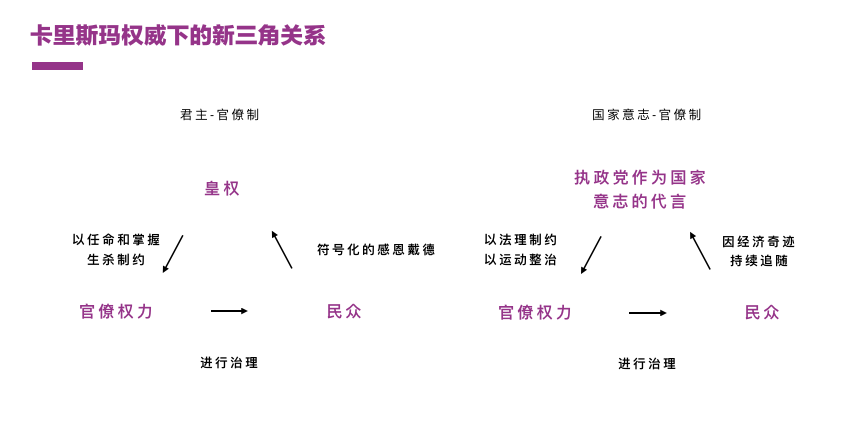 卡里斯玛权威下的新三角关系
君主-官僚制
皇权
以任命和掌握
生杀制约
符号化的感恩戴德
官僚权力
民众
进行治理
国家意志-官僚制
执政党作为国家
意志的代言
以法理制约
以运动整治
因经济奇迹
持续追随
官僚权力
民众
进行治理